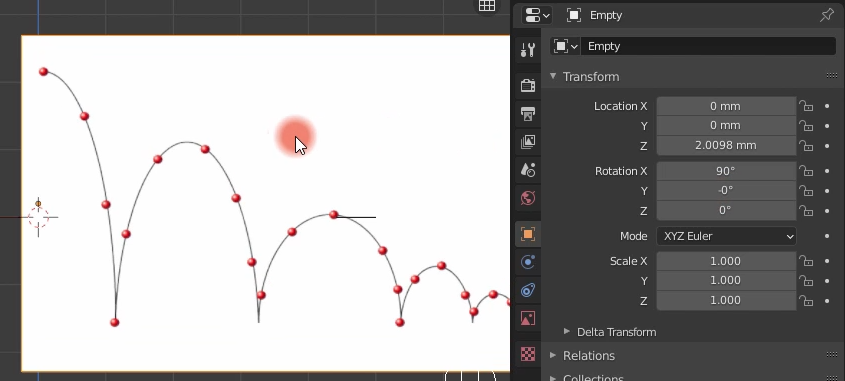 Empty
Empty
Transform
Location X 0 mm
Y 0 mm
Z 2.0098 mm
Rotation X 90°
Y -0°
Z 0°
Mode XYZ Euler
Scale X 1.000
Y 1.000
Z 1.000
Delta Transform
Relations
Collections